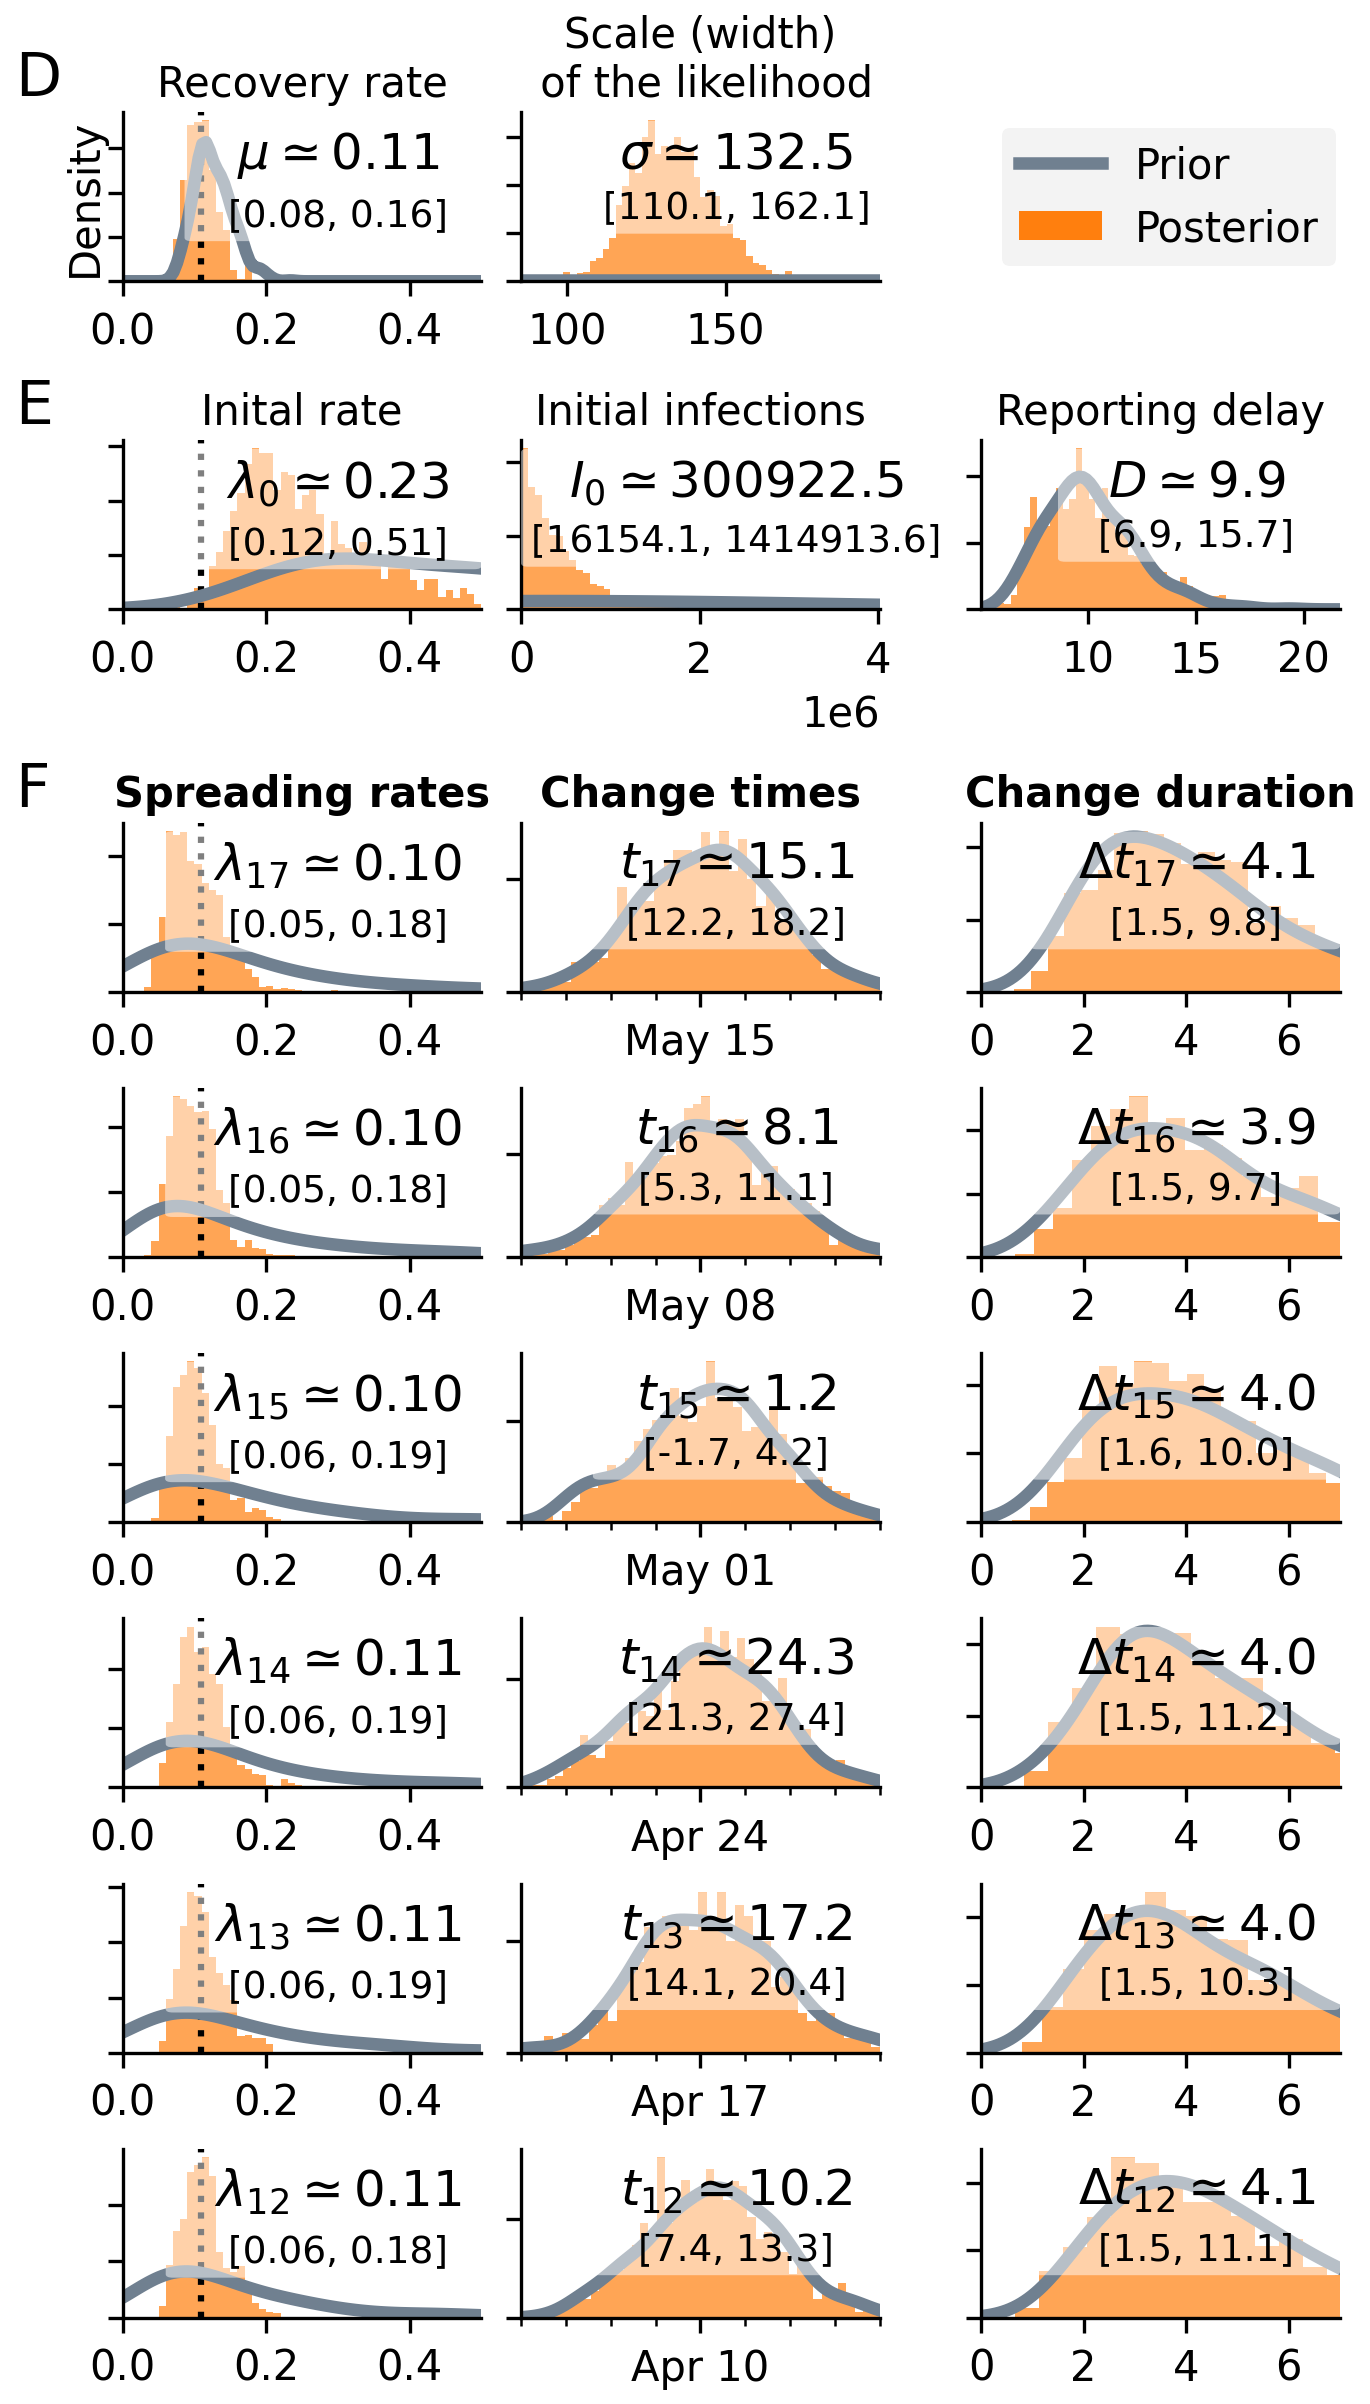 D
Recovery rate
Scale (width)
of the likelihood
Density
μ ≃ 0.11
[0.08, 0.16]
σ ≃ 132.5
[110.1, 162.1]
Prior
Posterior
0.0 0.2 0.4
100 150
E
Inital rate
Initial infections
Reporting delay
λ₀ ≃ 0.23
[0.12, 0.51]
I₀ ≃ 300922.5
[16154.1, 1414913.6]
D ≃ 9.9
[6.9, 15.7]
0.0 0.2 0.4
0 2 4
1e6
10 15 20
F
Spreading rates
Change times
Change duration
λ₁₇ ≃ 0.10
[0.05, 0.18]
t₁₇ ≃ 15.1
[12.2, 18.2]
Δt₁₇ ≃ 4.1
[1.5, 9.8]
0.0 0.2 0.4
May 15
0 2 4 6
λ₁₆ ≃ 0.10
[0.05, 0.18]
t₁₆ ≃ 8.1
[5.3, 11.1]
Δt₁₆ ≃ 3.9
[1.5, 9.7]
0.0 0.2 0.4
May 08
0 2 4 6
λ₁₅ ≃ 0.10
[0.06, 0.19]
t₁₅ ≃ 1.2
[-1.7, 4.2]
Δt₁₅ ≃ 4.0
[1.6, 10.0]
0.0 0.2 0.4
May 01
0 2 4 6
λ₁₄ ≃ 0.11
[0.06, 0.19]
t₁₄ ≃ 24.3
[21.3, 27.4]
Δt₁₄ ≃ 4.0
[1.5, 11.2]
0.0 0.2 0.4
Apr 24
0 2 4 6
λ₁₃ ≃ 0.11
[0.06, 0.19]
t₁₃ ≃ 17.2
[14.1, 20.4]
Δt₁₃ ≃ 4.0
[1.5, 10.3]
0.0 0.2 0.4
Apr 17
0 2 4 6
λ₁₂ ≃ 0.11
[0.06, 0.18]
t₁₂ ≃ 10.2
[7.4, 13.3]
Δt₁₂ ≃ 4.1
[1.5, 11.1]
0.0 0.2 0.4
Apr 10
0 2 4 6